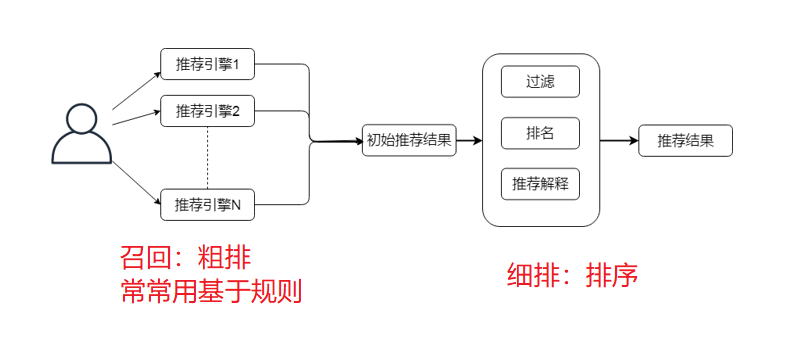 推荐引擎1
推荐引擎2
推荐引擎N
初始推荐结果
过滤
排名
推荐解释
推荐结果
召回：粗排
常常用基于规则
细排：排序